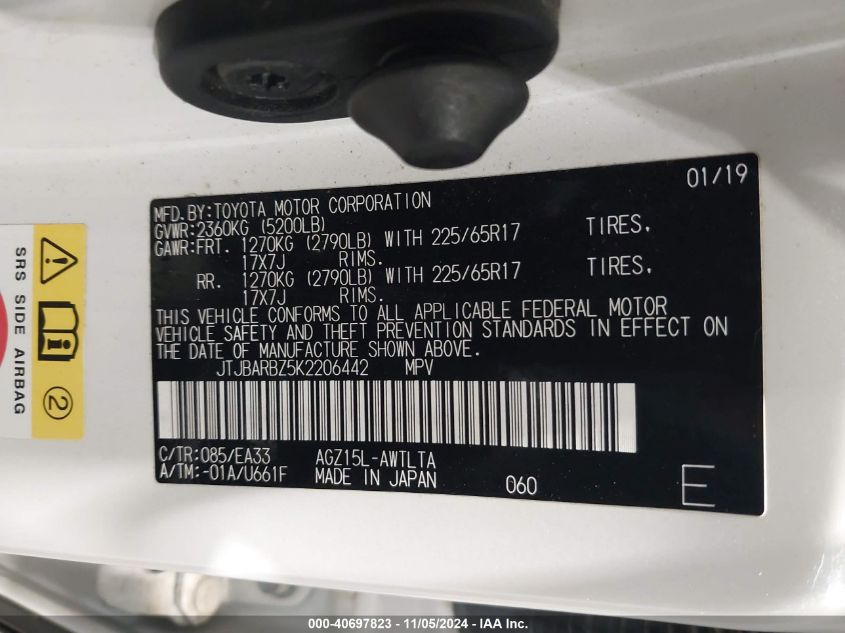 01/19
MFD.BY:TOYOTA MOTOR CORPORATION
GVWR:2360KG (5200LB)
GAWR:FRT. 1270KG (2790LB) WITH 225/65R17 TIRES,
17X7J RIMS.
RR. 1270KG (2790LB) WITH 225/65R17 TIRES,
17X7J RIMS.
THIS VEHICLE CONFORMS TO ALL APPLICABLE FEDERAL MOTOR
VEHICLE SAFETY AND THEFT PREVENTION STANDARDS IN EFFECT ON
THE DATE OF MANUFACTURE SHOWN ABOVE.
JTJBARBZ5K2206442 MPV
C/TR:085/EA33 AGZ15L-AWTLTA
A/TM:-01A/U661F MADE IN JAPAN 060 E
SRS SIDE AIRBAG
2
000-40697823 - 11/05/2024 - IAA Inc.